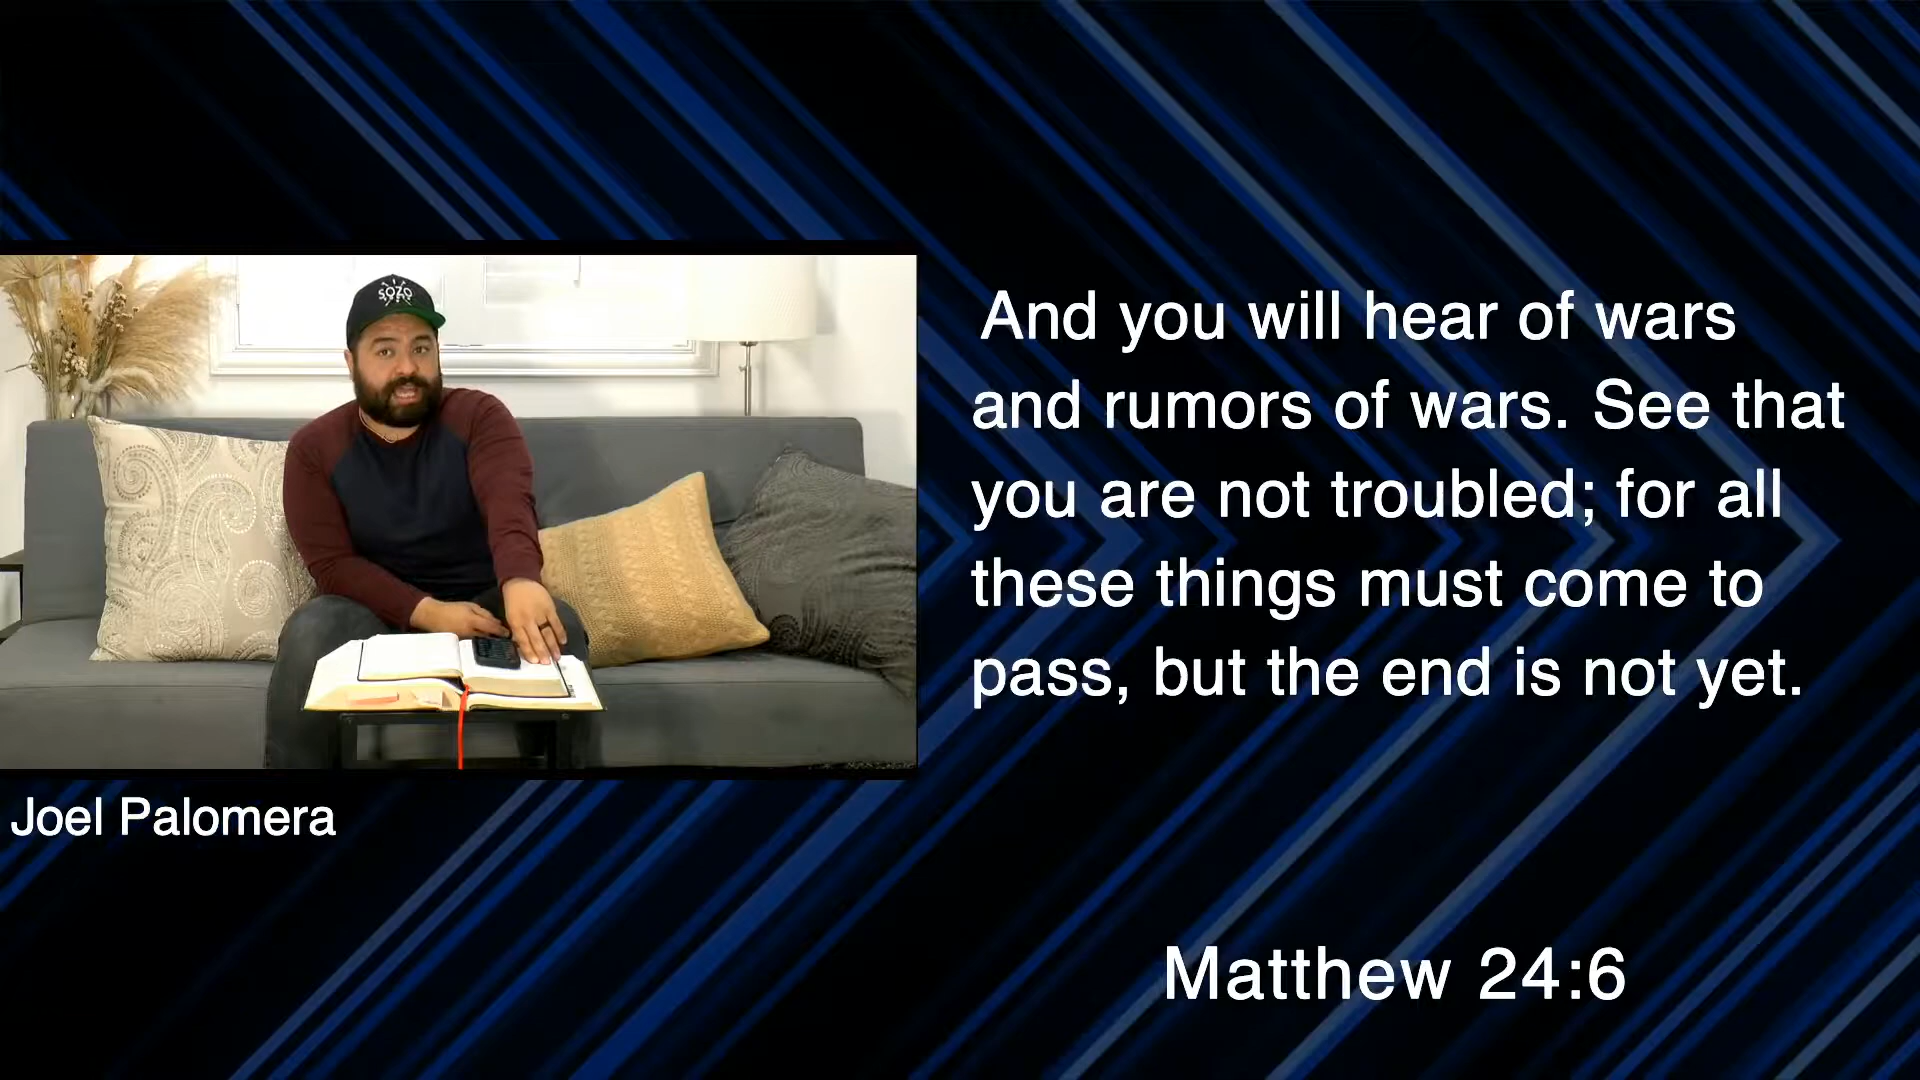 SOZO
And you will hear of wars
and rumors of wars. See that
you are not troubled; for all
these things must come to
pass, but the end is not yet.
Joel Palomera
Matthew 24:6